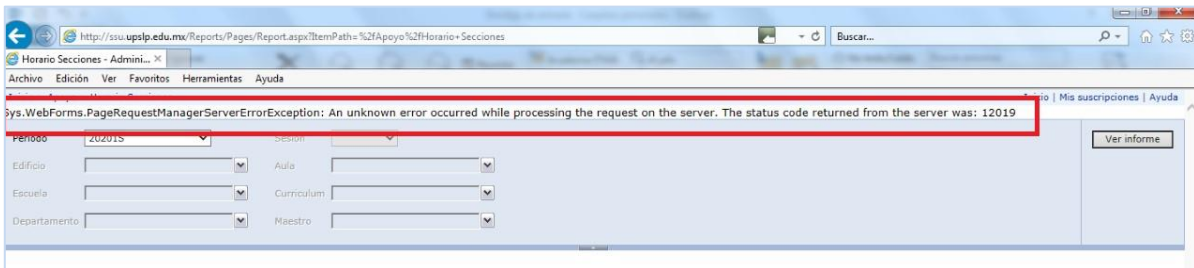 http://ssu.upslp.edu.mx/Reports/Pages/Report.aspx?ItemPath=%2fApoyo%2fHorario+Secciones
Buscar...
Horario Secciones - Admini... ×
Archivo Edición Ver Favoritos Herramientas Ayuda
Inicio | Mis suscripciones | Ayuda
Sys.WebForms.PageRequestManagerServerErrorException: An unknown error occurred while processing the request on the server. The status code returned from the server was: 12019
Periodo 20201S Sesión Ver informe
Edificio Aula
Escuela Curriculum
Departamento Maestro